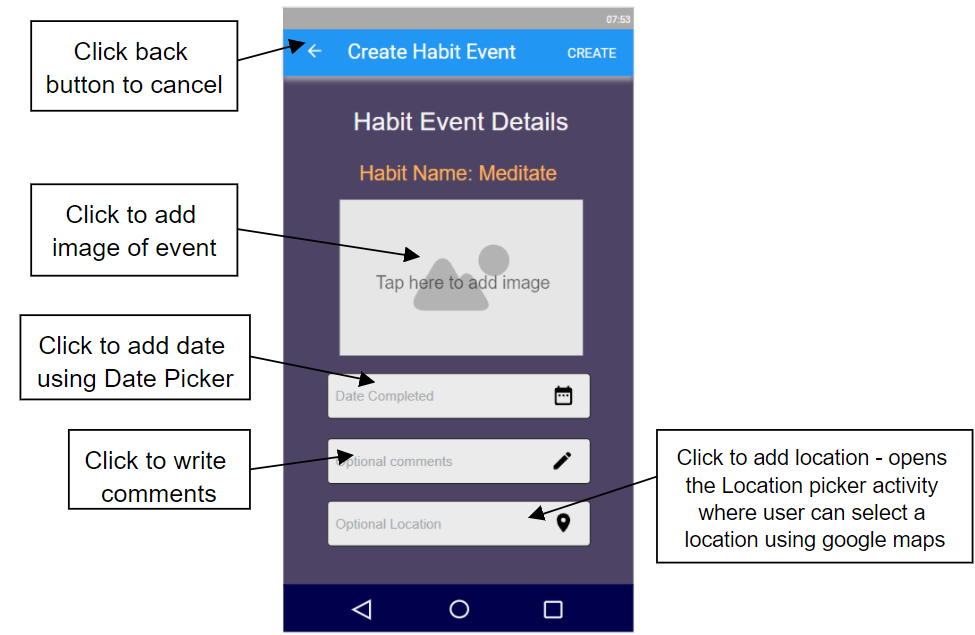 07:53
Create Habit Event
CREATE
Click back
button to cancel
Habit Event Details
Habit Name: Meditate
Click to add
image of event
Tap here to add image
Click to add date
using Date Picker
Date Completed
Click to write
comments
Optional comments
Click to add location - opens
the Location picker activity
where user can select a
location using google maps
Optional Location